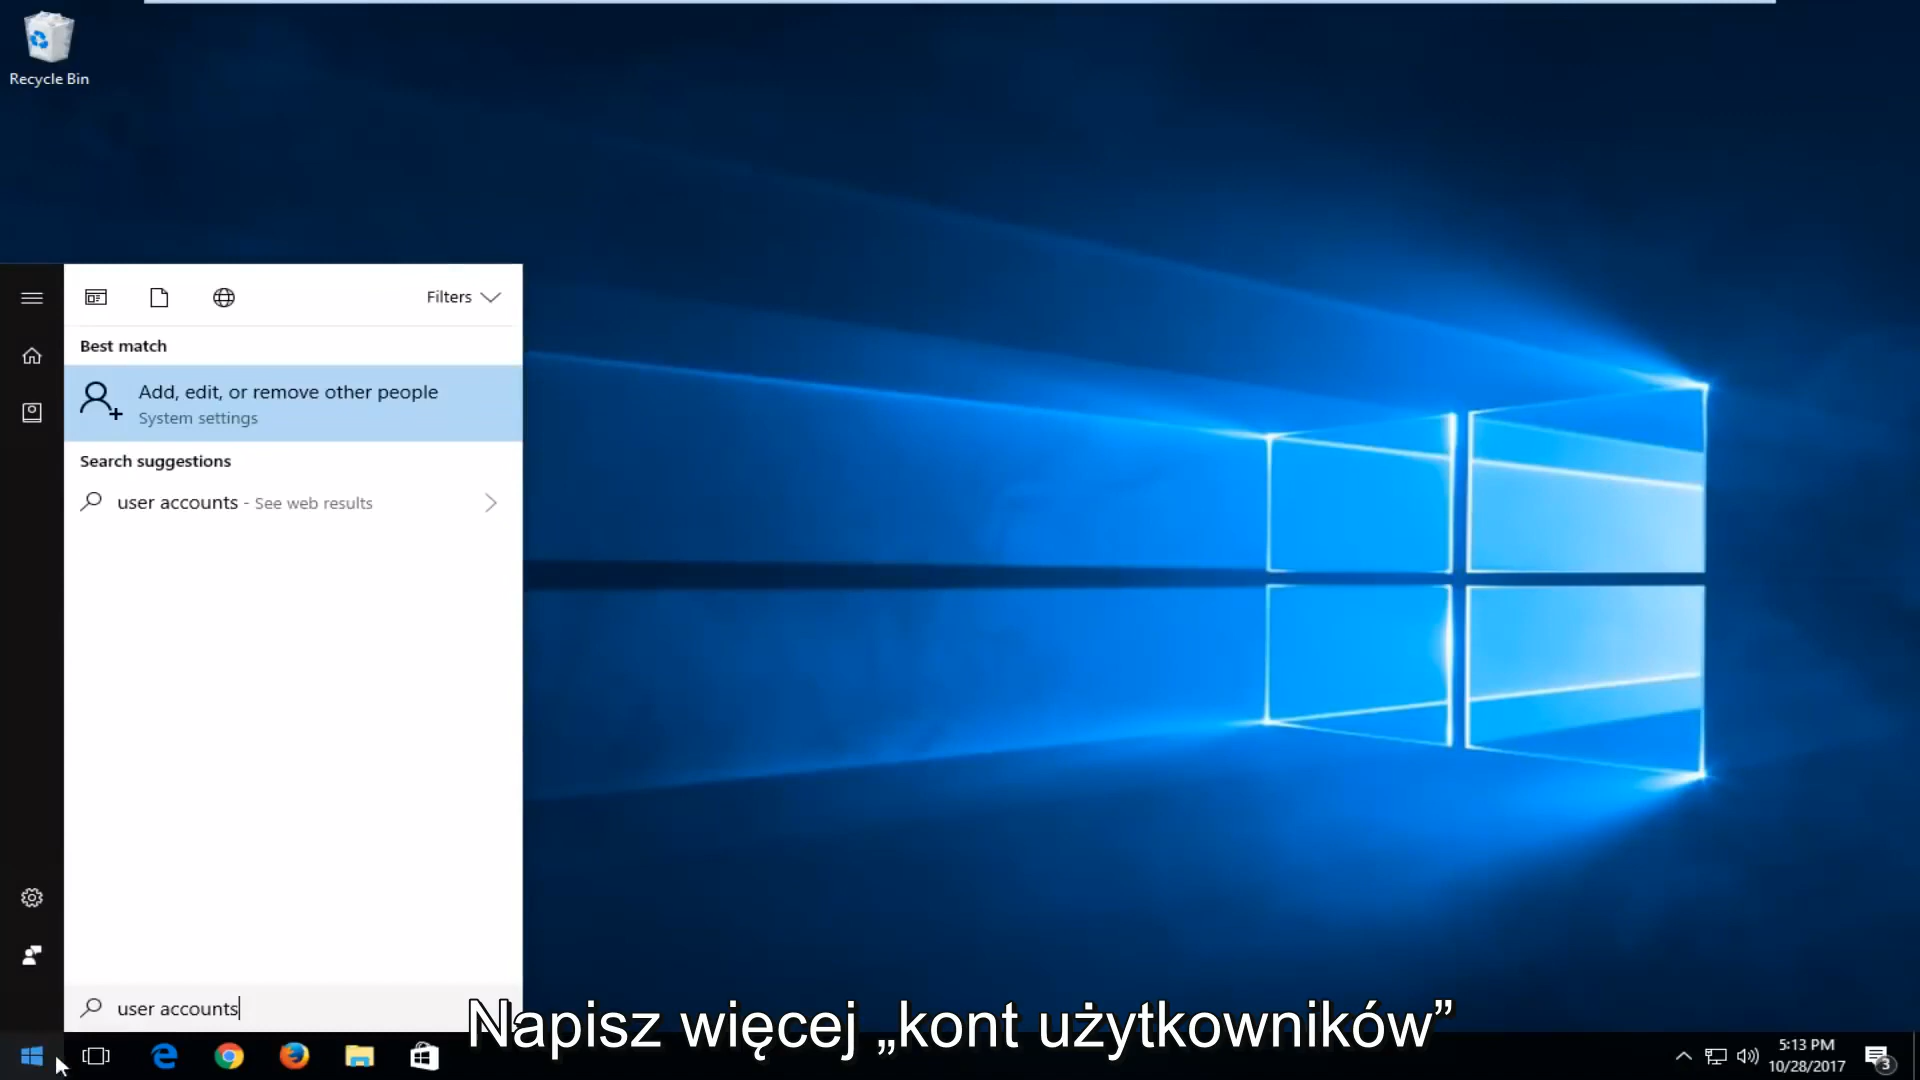 Recycle Bin
Filters
Best match
Add, edit, or remove other people
System settings
Search suggestions
user accounts - See web results
user accounts
Napisz więcej „kont użytkowników”
5:13 PM
10/28/2017
3